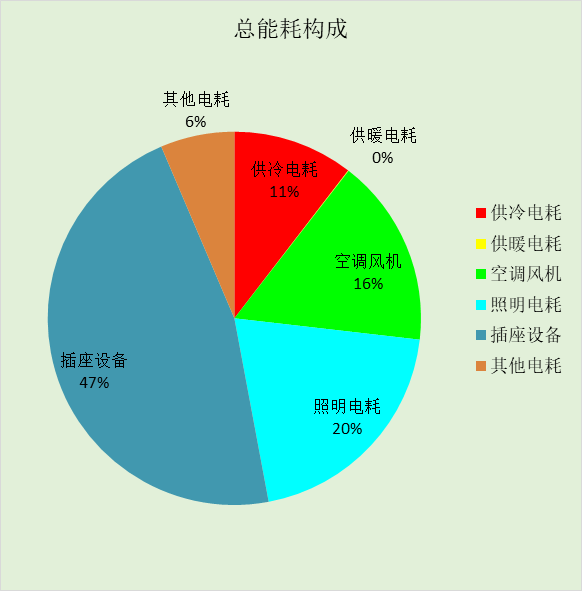 总能耗构成
其他电耗
6%
供暖电耗
0%
供冷电耗
11%
空调风机
16%
照明电耗
20%
插座设备
47%
供冷电耗
供暖电耗
空调风机
照明电耗
插座设备
其他电耗